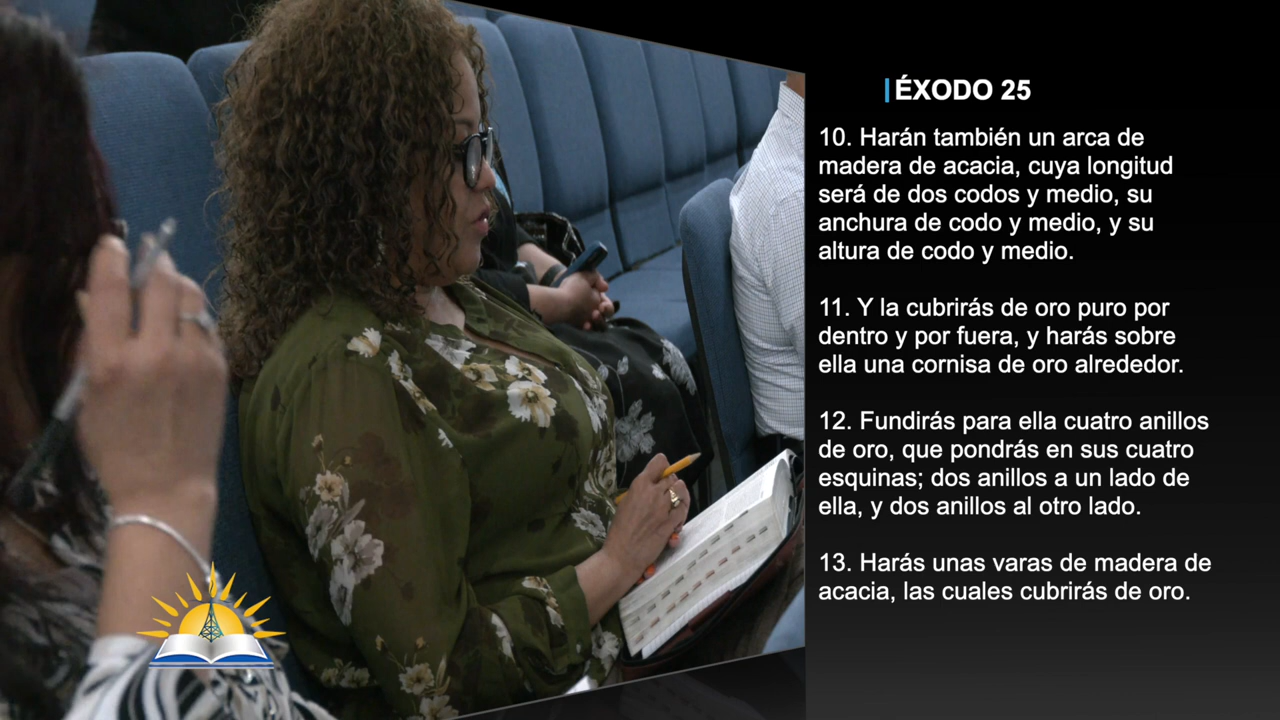 ÉXODO 25
10. Harán también un arca de
madera de acacia, cuya longitud
será de dos codos y medio, su
anchura de codo y medio, y su
altura de codo y medio.
11. Y la cubrirás de oro puro por
dentro y por fuera, y harás sobre
ella una cornisa de oro alrededor.
12. Fundirás para ella cuatro anillos
de oro, que pondrás en sus cuatro
esquinas; dos anillos a un lado de
ella, y dos anillos al otro lado.
13. Harás unas varas de madera de
acacia, las cuales cubrirás de oro.